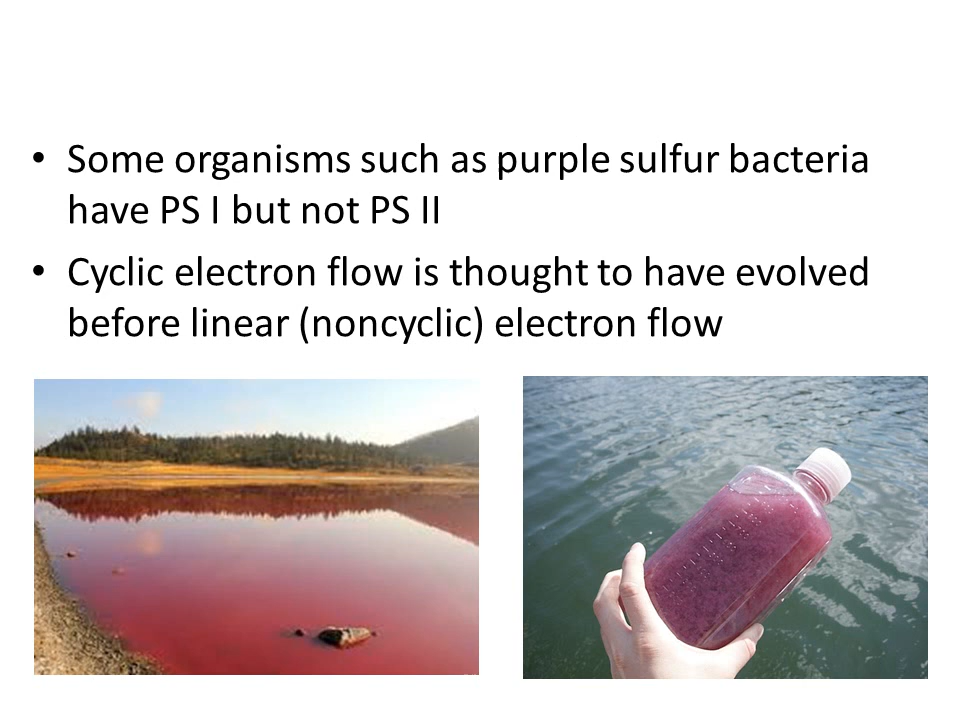 • Some organisms such as purple sulfur bacteria
have PS I but not PS II
• Cyclic electron flow is thought to have evolved
before linear (noncyclic) electron flow